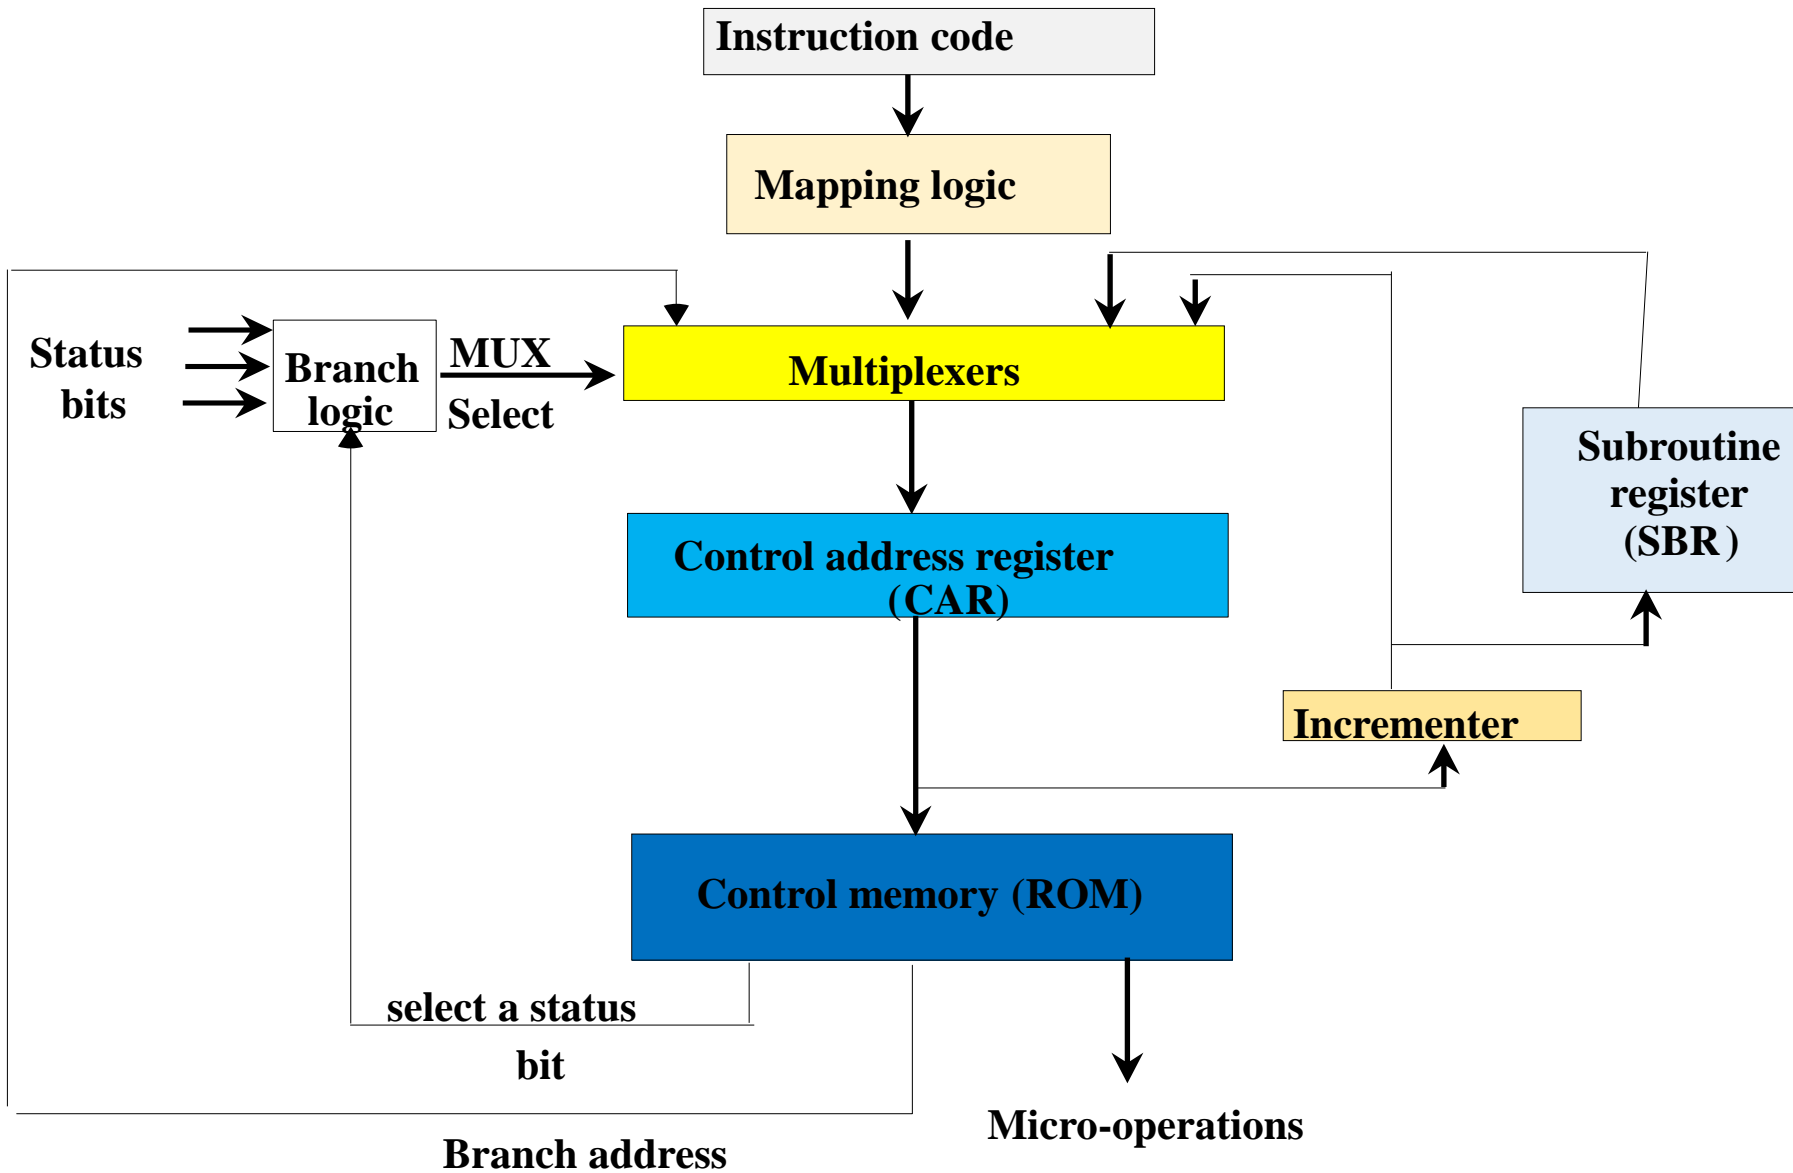 Instruction code
Mapping logic
Status
bits
Branch
logic
MUX
Select
Multiplexers
Subroutine
register
(SBR)
Control address register
(CAR)
Incrementer
Control memory (ROM)
select a status
bit
Micro-operations
Branch address